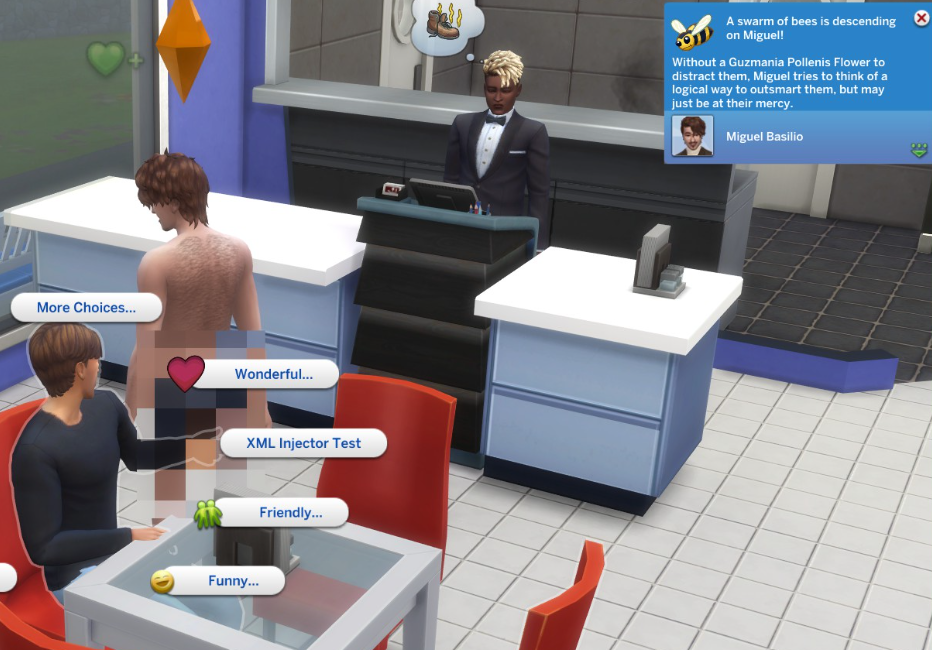 A swarm of bees is descending
on Miguel!
Without a Guzmania Pollenis Flower to
distract them, Miguel tries to think of a
logical way to outsmart them, but may
just be at their mercy.
Miguel Basilio
More Choices...
Wonderful...
XML Injector Test
Friendly...
Funny...